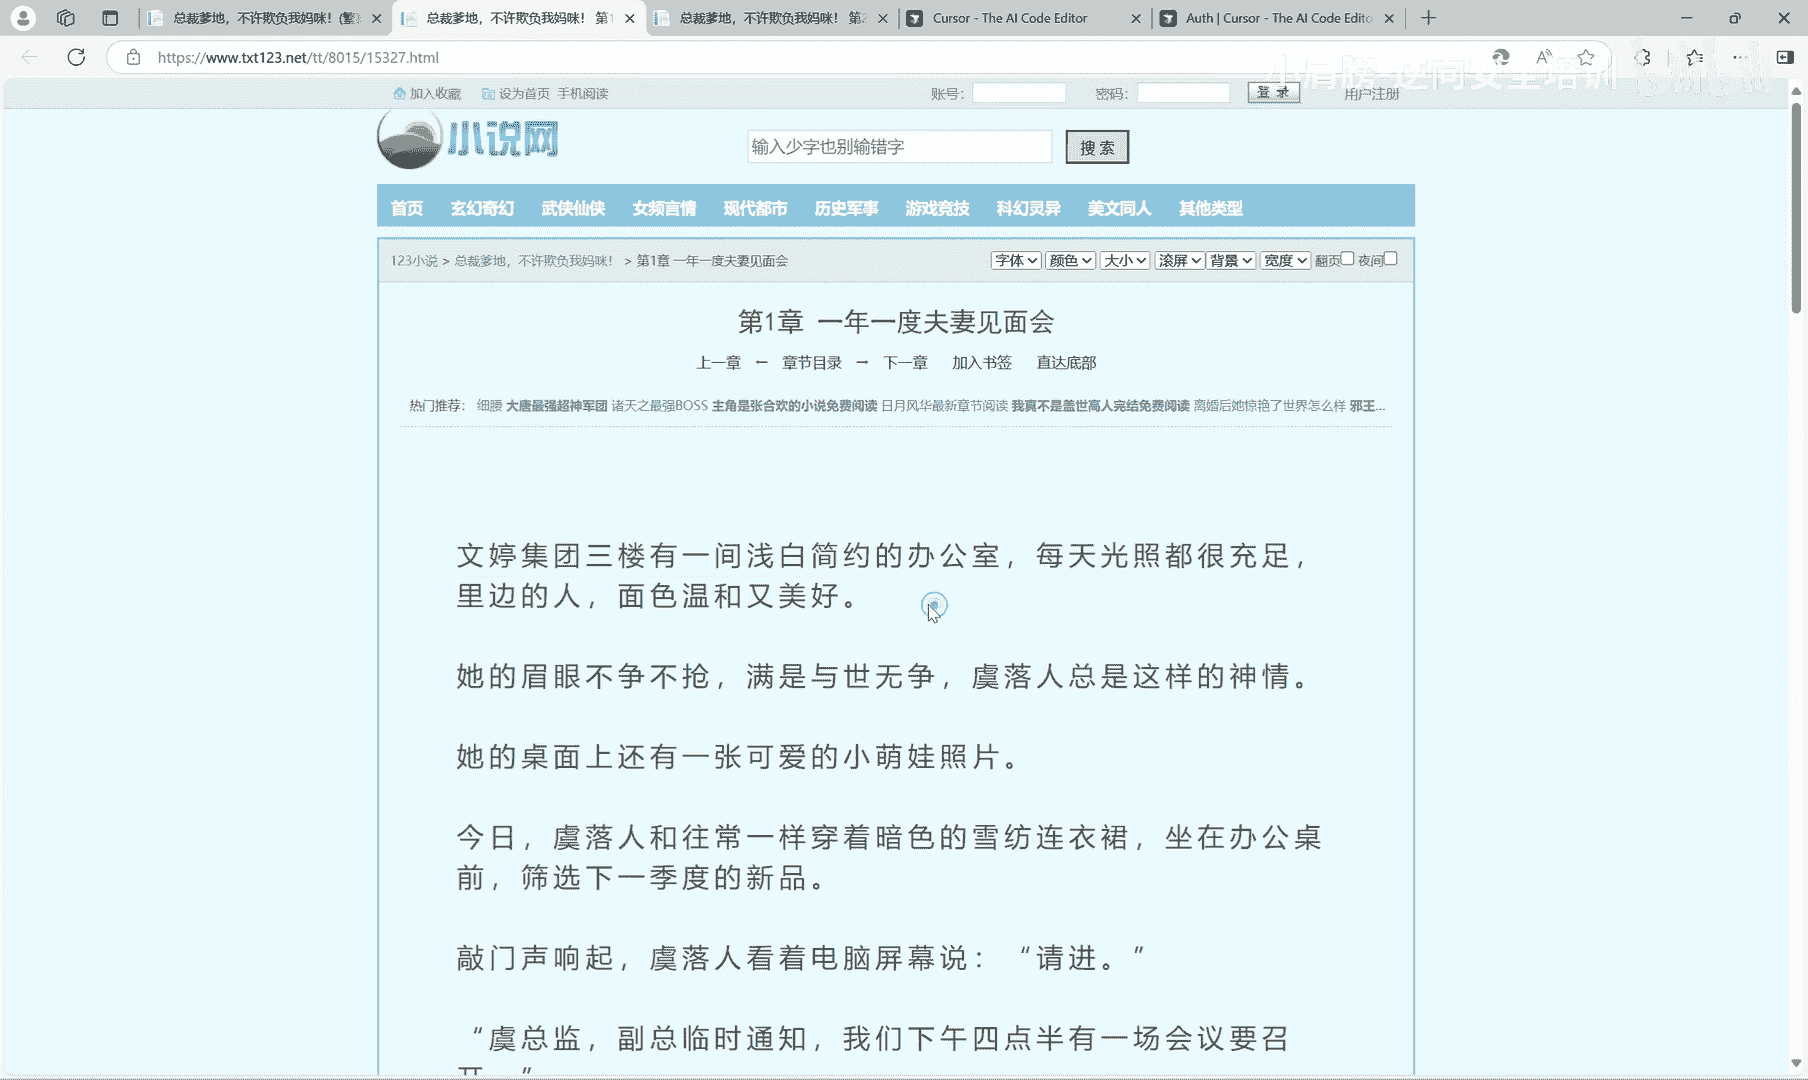 总裁爹地，不许欺负我妈咪！(繁
总裁爹地，不许欺负我妈咪！ 第1
总裁爹地，不许欺负我妈咪！ 第2
Cursor - The AI Code Editor
Auth | Cursor - The AI Code Edit
https://www.txt123.net/tt/8015/15327.html
小肩膀 逆向安全培训
加入收藏 设为首页 手机阅读 账号： 密码： 登 录 用户注册
小说网
输入少字也别输错字 搜 索
首页 玄幻奇幻 武侠仙侠 女频言情 现代都市 历史军事 游戏竞技 科幻灵异 美文同人 其他类型
123小说 > 总裁爹地，不许欺负我妈咪！ > 第1章 一年一度夫妻见面会 字体 颜色 大小 滚屏 背景 宽度 翻页 夜间
第1章 一年一度夫妻见面会
上一章 ← 章节目录 → 下一章 加入书签 直达底部
热门推荐： 细腰 大唐最强超神军团 诸天之最强BOSS 主角是张合欢的小说免费阅读 日月风华最新章节阅读 我真不是盖世高人完结免费阅读 离婚后她惊艳了世界怎么样 邪王...
文婷集团三楼有一间浅白简约的办公室，每天光照都很充足，
里边的人，面色温和又美好。
她的眉眼不争不抢，满是与世无争，虞落人总是这样的神情。
她的桌面上还有一张可爱的小萌娃照片。
今日，虞落人和往常一样穿着暗色的雪纺连衣裙，坐在办公桌
前，筛选下一季度的新品。
敲门声响起，虞落人看着电脑屏幕说：“请进。”
“虞总监，副总临时通知，我们下午四点半有一场会议要召